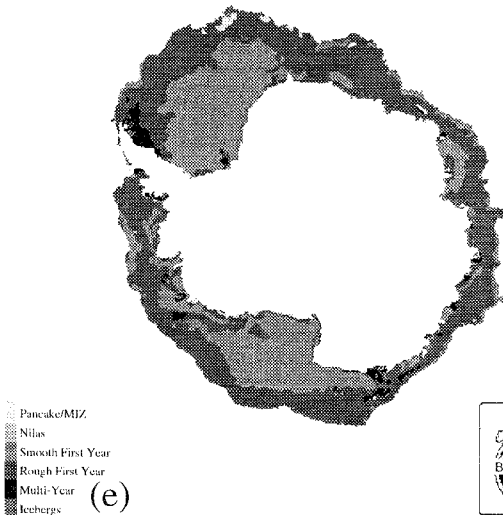 Pancake/MIZ
Nilas
Smooth First Year
Rough First Year
Multi-Year
Icebergs
(e)
B